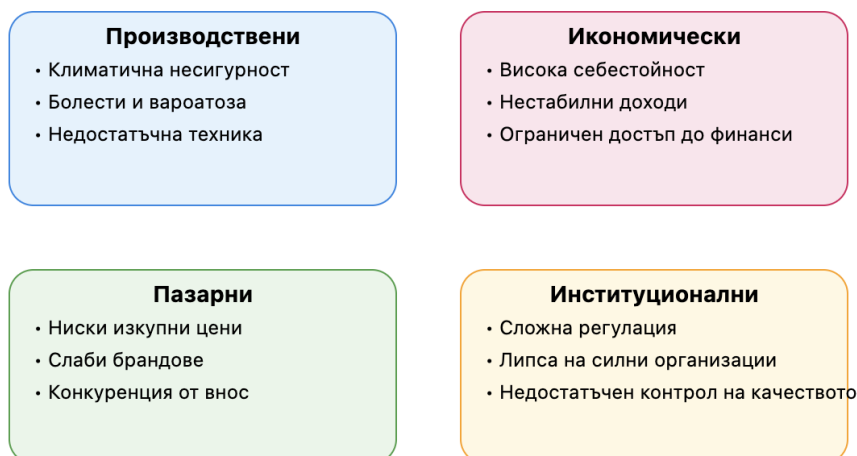 Производствени
• Климатична несигурност
• Болести и вароатоза
• Недостатъчна техника
Икономически
• Висока себестойност
• Нестабилни доходи
• Ограничен достъп до финанси
Пазарни
• Ниски изкупни цени
• Слаби брандове
• Конкуренция от внос
Институционални
• Сложна регулация
• Липса на силни организации
• Недостатъчен контрол на качеството